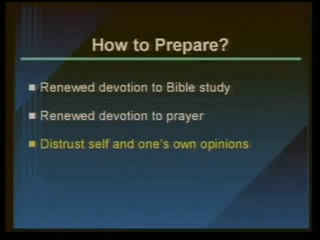 How to Prepare?
Renewed devotion to Bible study
Renewed devotion to prayer
Distrust self and one's own opinions